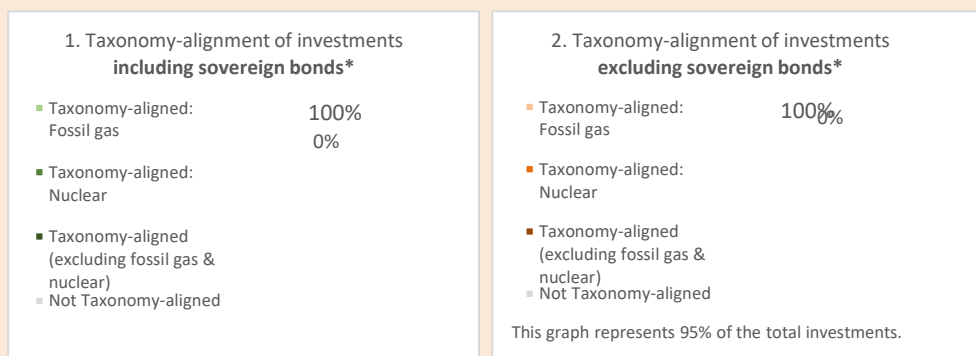 1. Taxonomy-alignment of investments
including sovereign bonds*
Taxonomy-aligned:
Fossil gas
Taxonomy-aligned:
Nuclear
Taxonomy-aligned
(excluding fossil gas &
nuclear)
Not Taxonomy-aligned
100%
0%
2. Taxonomy-alignment of investments
excluding sovereign bonds*
Taxonomy-aligned:
Fossil gas
Taxonomy-aligned:
Nuclear
Taxonomy-aligned
(excluding fossil gas &
nuclear)
Not Taxonomy-aligned
100%
0%
This graph represents 95% of the total investments.